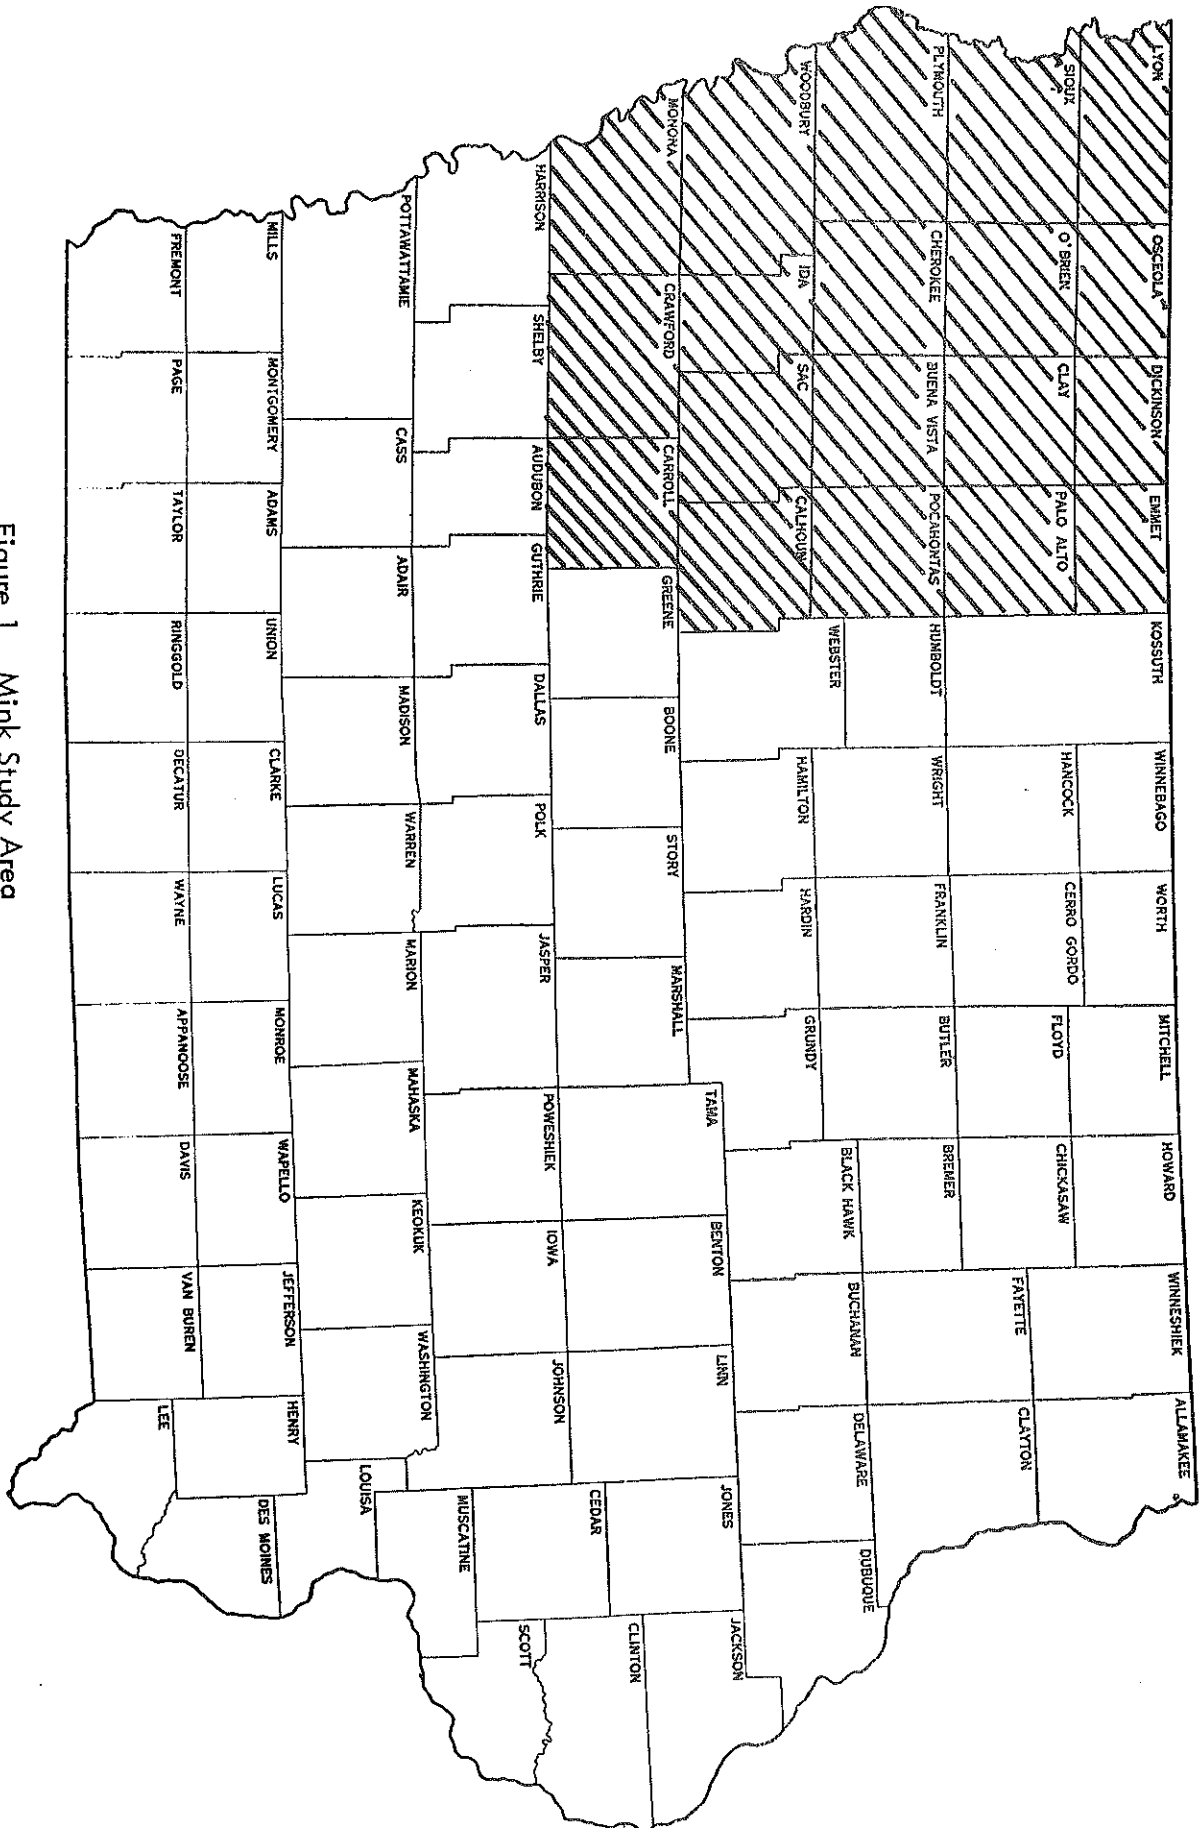 LYON
OSCEOLA
DICKINSON
EMMET
KOSSUTH
WINNEBAGO
WORTH
MITCHELL
HOWARD
WINNESHIEK
ALLAMAKEE
SIOUX
O'BRIEN
CLAY
PALO ALTO
HANCOCK
CERRO GORDO
FLOYD
CHICKASAW
FAYETTE
CLAYTON
PLYMOUTH
CHEROKEE
BUENA VISTA
POCAHONTAS
HUMBOLDT
WRIGHT
FRANKLIN
BUTLER
BREMER
WOODBURY
IDA
SAC
CALHOUN
WEBSTER
HAMILTON
HARDIN
GRUNDY
BLACK HAWK
BUCHANAN
DELAWARE
DUBUQUE
MONONA
CRAWFORD
CARROLL
GREENE
BOONE
STORY
MARSHALL
TAMA
BENTON
LINN
JONES
JACKSON
HARRISON
SHELBY
AUDUBON
GUTHRIE
DALLAS
POLK
JASPER
POWESHIEK
IOWA
JOHNSON
CEDAR
CLINTON
SCOTT
POTTAWATTAMIE
CASS
ADAIR
MADISON
WARREN
MARION
MAHASKA
KEOKUK
WASHINGTON
MUSCATINE
LOUISA
MILLS
MONTGOMERY
ADAMS
UNION
CLARKE
LUCAS
MONROE
WAPELLO
JEFFERSON
HENRY
DES MOINES
FREMONT
PAGE
TAYLOR
RINGGOLD
DECATUR
WAYNE
APPANOOSE
DAVIS
VAN BUREN
LEE
Figure 1 Mink Study Area